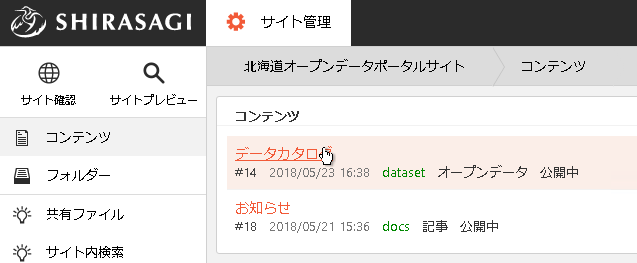 SHIRASAGI
サイト管理
サイト確認
サイトプレビュー
北海道オープンデータポータルサイト
コンテンツ
コンテンツ
フォルダー
共有ファイル
サイト内検索
コンテンツ
データカタログ
#14 2018/05/23 16:38 dataset オープンデータ 公開中
お知らせ
#18 2018/05/21 15:36 docs 記事 公開中